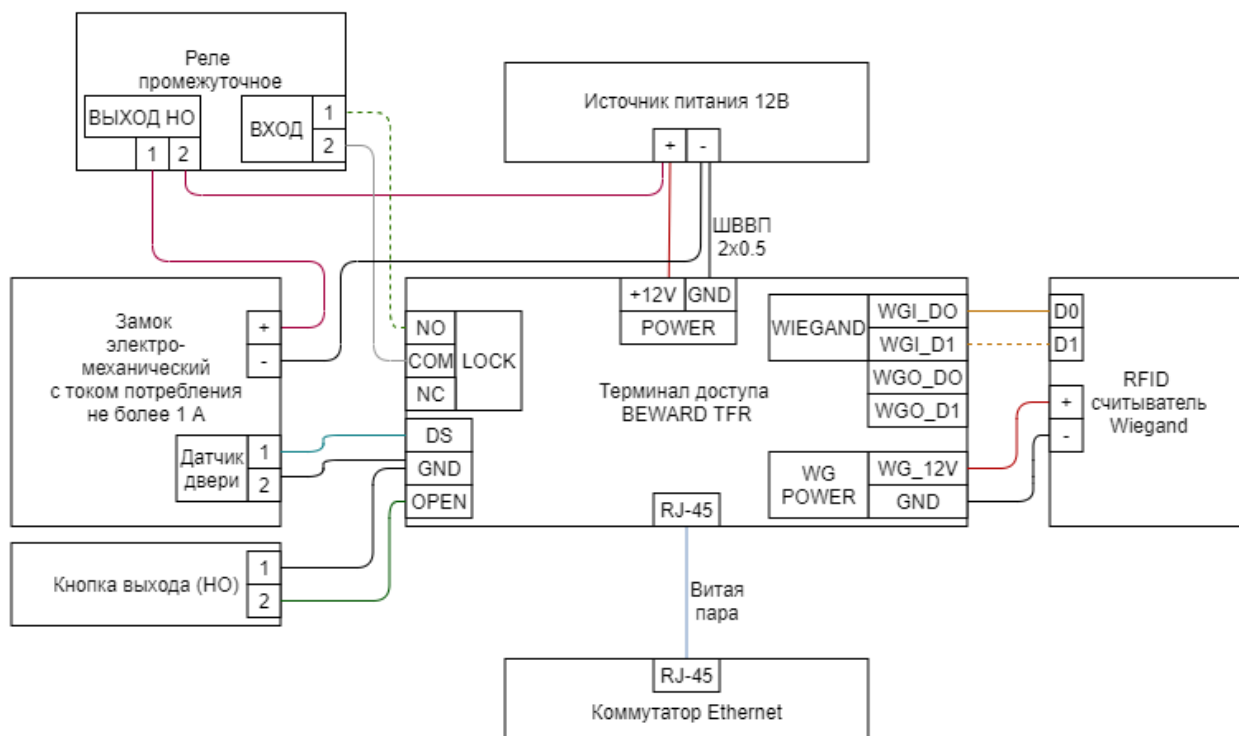 Реле
промежуточное
ВЫХОД НО
1
2
ВХОД
1
2
Источник питания 12В
+
-
ШВВП
2x0.5
Замок
электро-
механический
с током потребления
не более 1 А
+
-
Датчик
двери
1
2
Кнопка выхода (НО)
1
2
+12V
GND
POWER
NO
COM
NC
LOCK
DS
GND
OPEN
Терминал доступа
BEWARD TFR
WIEGAND
WGI_DO
WGI_D1
WGO_DO
WGO_D1
WG
POWER
WG_12V
GND
RJ-45
D0
D1
+
-
RFID
считыватель
Wiegand
Витая
пара
RJ-45
Коммутатор Ethernet